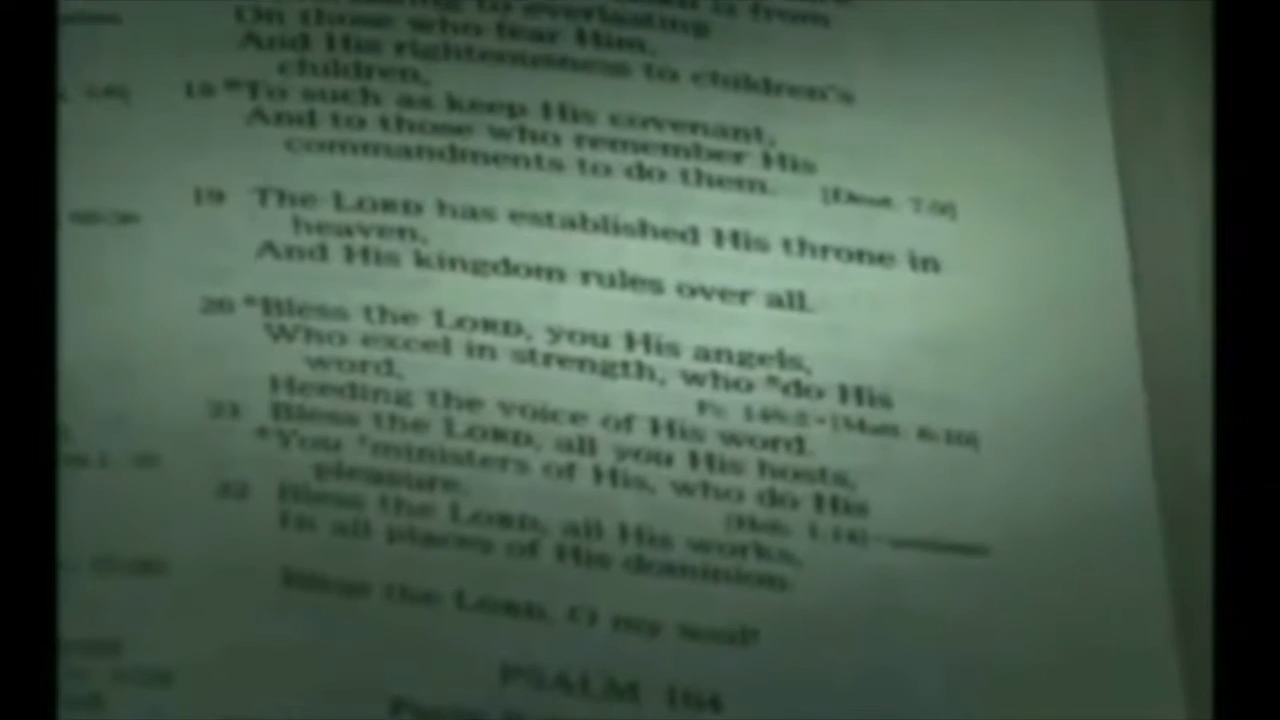 is from
to everlasting
On those who fear Him,
And His righteousness to children's
children,
18 *To such as keep His covenant,
And to those who remember His
commandments to do them. [Deut. 7:9]
19 The LORD has established His throne in
heaven,
And His kingdom rules over all.
20 *Bless the LORD, you His angels,
Who excel in strength, who *do His
word,
Ps. 148:2 • [Matt. 6:10]
Heeding the voice of His word.
21 Bless the LORD, all you His hosts,
*You *ministers of His, who do His
pleasure.
[Heb. 1:14] •
22 Bless the LORD, all His works,
In all places of His dominion.
Bless the LORD, O my soul!
PSALM 104